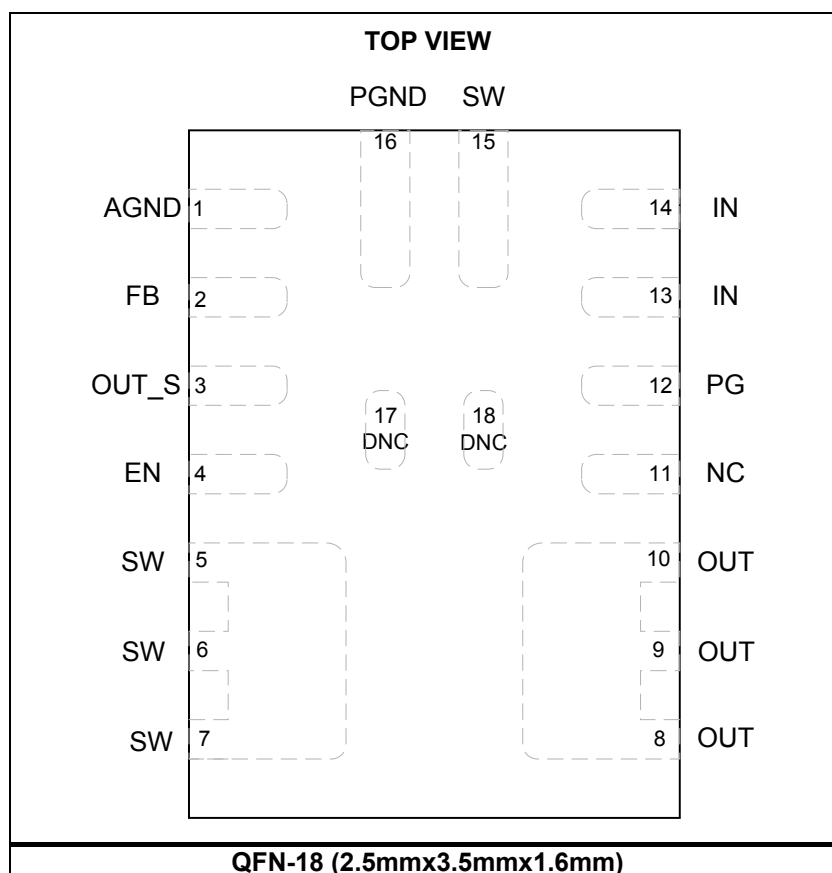 TOP VIEW
PGND SW
16 15
AGND 1 14 IN
FB 2 13 IN
OUT_S 3 12 PG
17 18
DNC DNC
EN 4 11 NC
SW 5 10 OUT
SW 6 9 OUT
SW 7 8 OUT
QFN-18 (2.5mmx3.5mmx1.6mm)